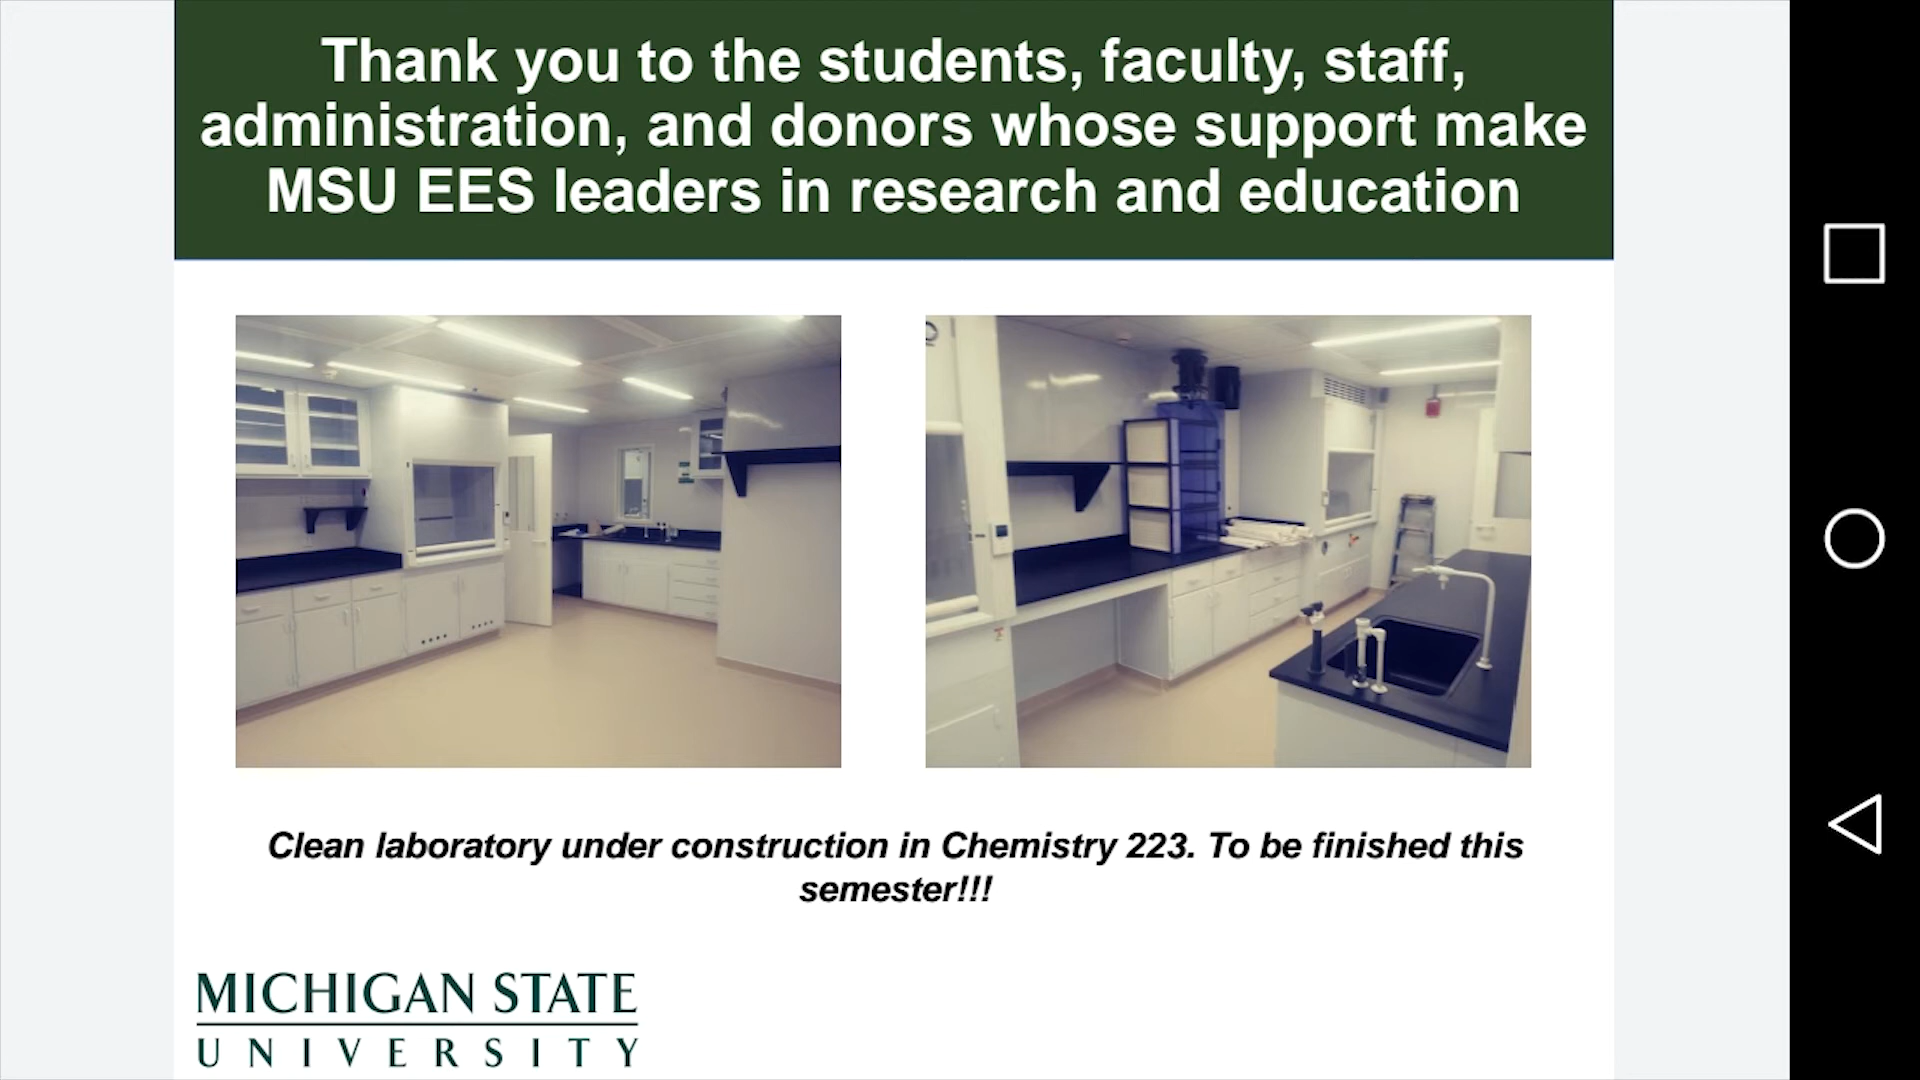 Thank you to the students, faculty, staff,
administration, and donors whose support make
MSU EES leaders in research and education
Clean laboratory under construction in Chemistry 223. To be finished this
semester!!!
MICHIGAN STATE
UNIVERSITY